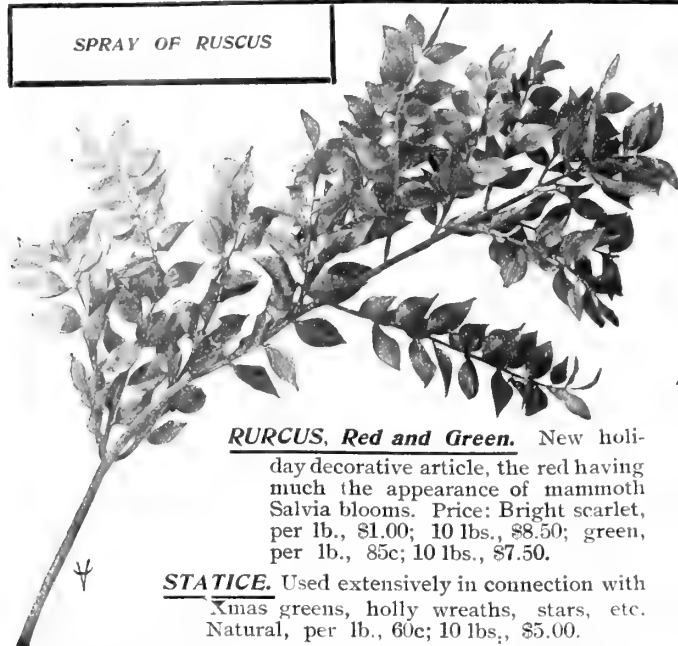 SPRAY OF RUSCUS
RURCUS, Red and Green. New holi-
day decorative article, the red having
much the appearance of mammoth
Salvia blooms. Price: Bright scarlet,
per lb., $1.00; 10 lbs., $8.50; green,
per lb., 85c; 10 lbs., $7.50.
STATICE. Used extensively in connection with
Xmas greens, holly wreaths, stars, etc.
Natural, per lb., 60c; 10 lbs., $5.00.